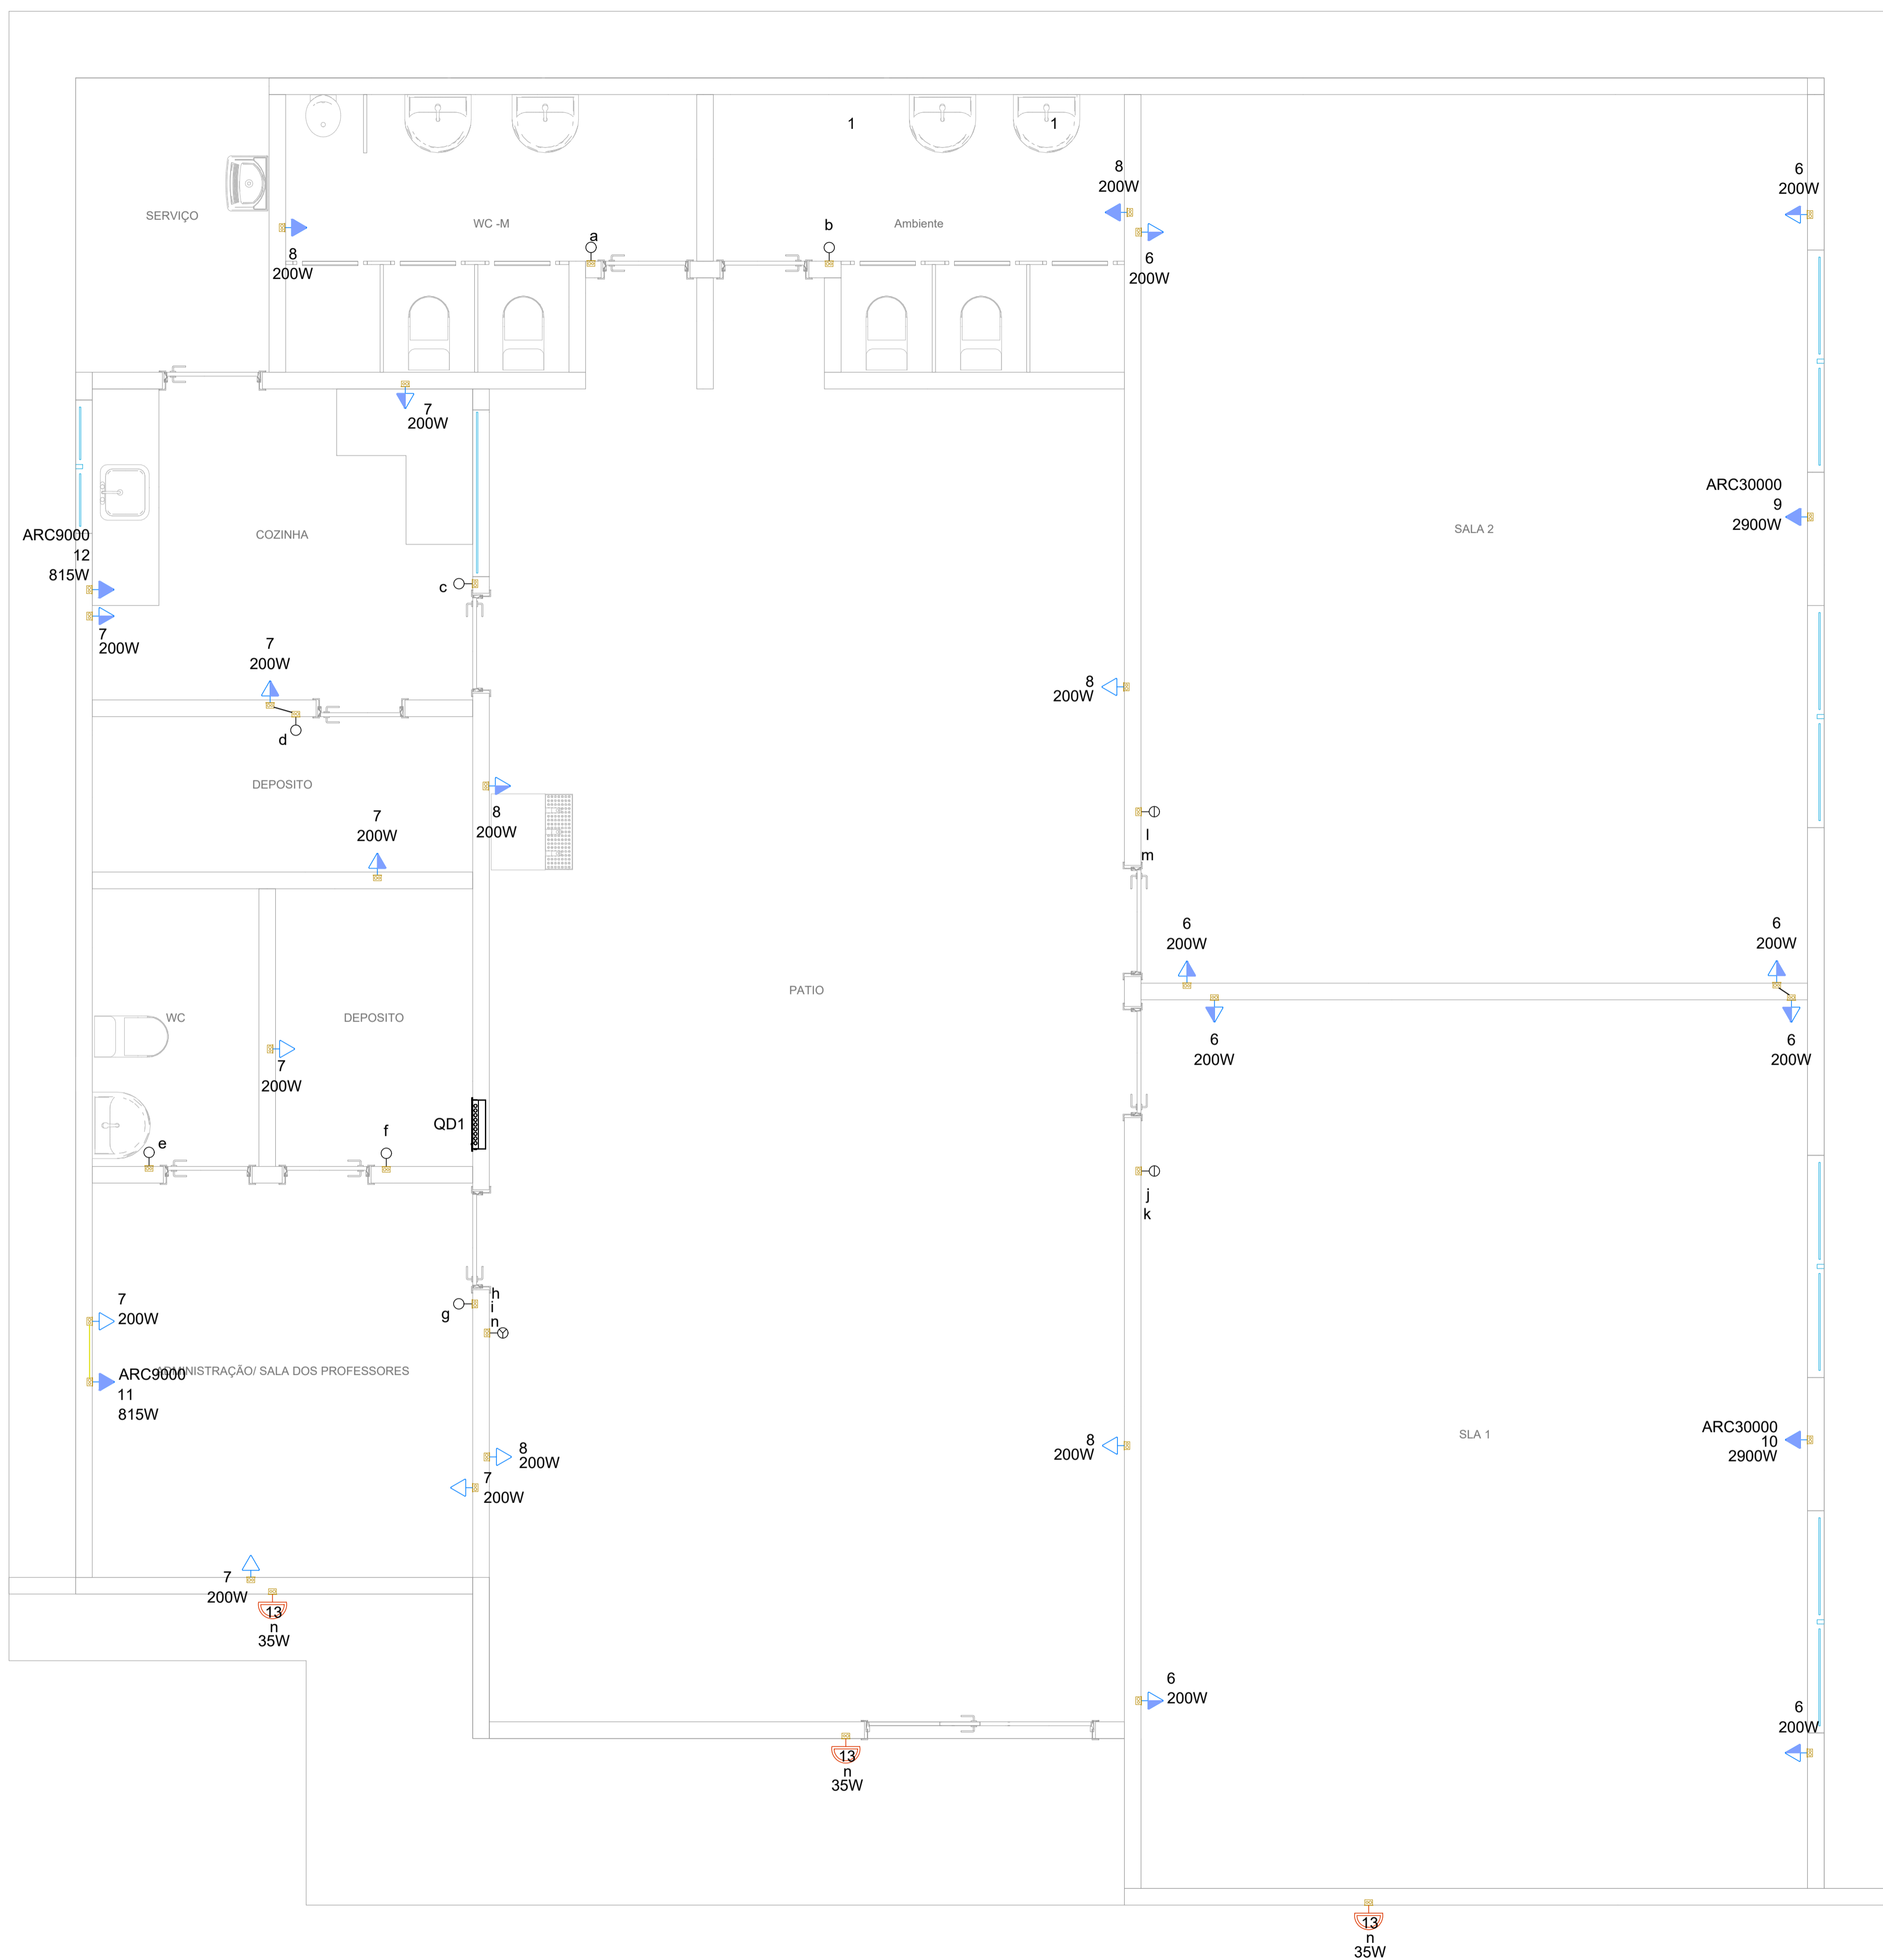 1
1
8
200W
6
200W
SERVIÇO
WC -M
a
b
Ambiente
8
200W
6
200W
7
200W
ARC30000
9
2900W
SALA 2
ARC9000
12
815W
COZINHA
c
7
200W
7
200W
8
200W
d
DEPOSITO
7
200W
8
200W
l
m
6
200W
6
200W
PATIO
WC
DEPOSITO
7
200W
6
200W
6
200W
QD1
e
f
j
k
7
200W
g
h
i
n
ADMINISTRAÇÃO/ SALA DOS PROFESSORES
ARC9000
11
815W
8
200W
7
200W
8
200W
SLA 1
ARC30000
10
2900W
7
200W
13
n
35W
6
200W
6
200W
13
n
35W
13
n
35W